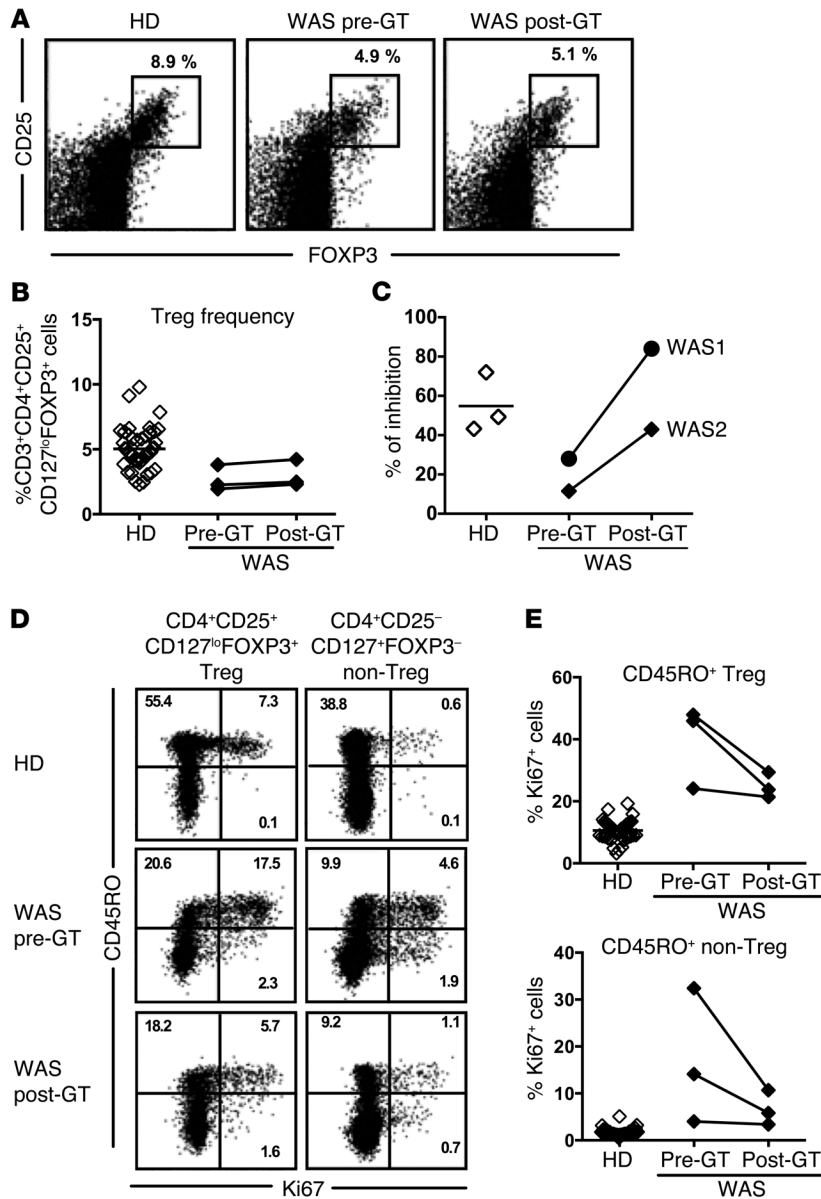 A
HD
WAS pre-GT
WAS post-GT
8.9 %
4.9 %
5.1 %
CD25
FOXP3
B
Treg frequency
%CD3⁺CD4⁺CD25⁺
CD127ˡᵒFOXP3⁺ cells
15
10
5
0
HD
Pre-GT
Post-GT
WAS
C
% of inhibition
100
80
60
40
20
0
WAS1
WAS2
HD
Pre-GT
Post-GT
WAS
D
CD4⁺CD25⁺
CD127ˡᵒFOXP3⁺
Treg
CD4⁺CD25⁻
CD127⁺FOXP3⁻
non-Treg
HD
55.4
7.3
0.1
38.8
0.6
0.1
WAS
pre-GT
20.6
17.5
2.3
9.9
4.6
1.9
WAS
post-GT
18.2
5.7
1.6
9.2
1.1
0.7
CD45RO
Ki67
E
CD45RO⁺ Treg
% Ki67⁺ cells
60
40
20
0
HD
Pre-GT
Post-GT
WAS
CD45RO⁺ non-Treg
% Ki67⁺ cells
40
30
20
10
0
HD
Pre-GT
Post-GT
WAS